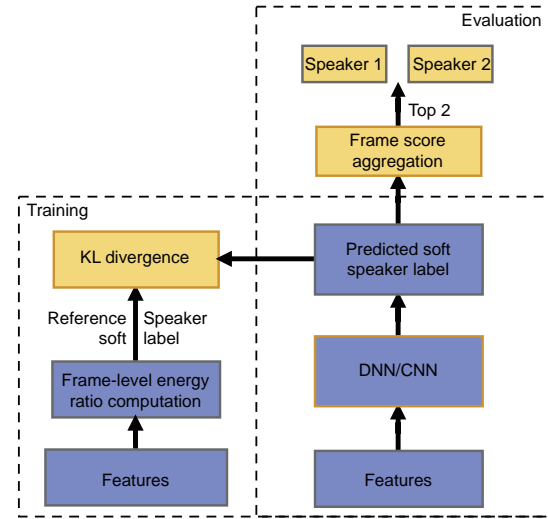 Evaluation
Speaker 1
Speaker 2
Top 2
Frame score
aggregation
Training
KL divergence
Predicted soft
speaker label
Reference Speaker
soft label
Frame-level energy
ratio computation
DNN/CNN
Features
Features